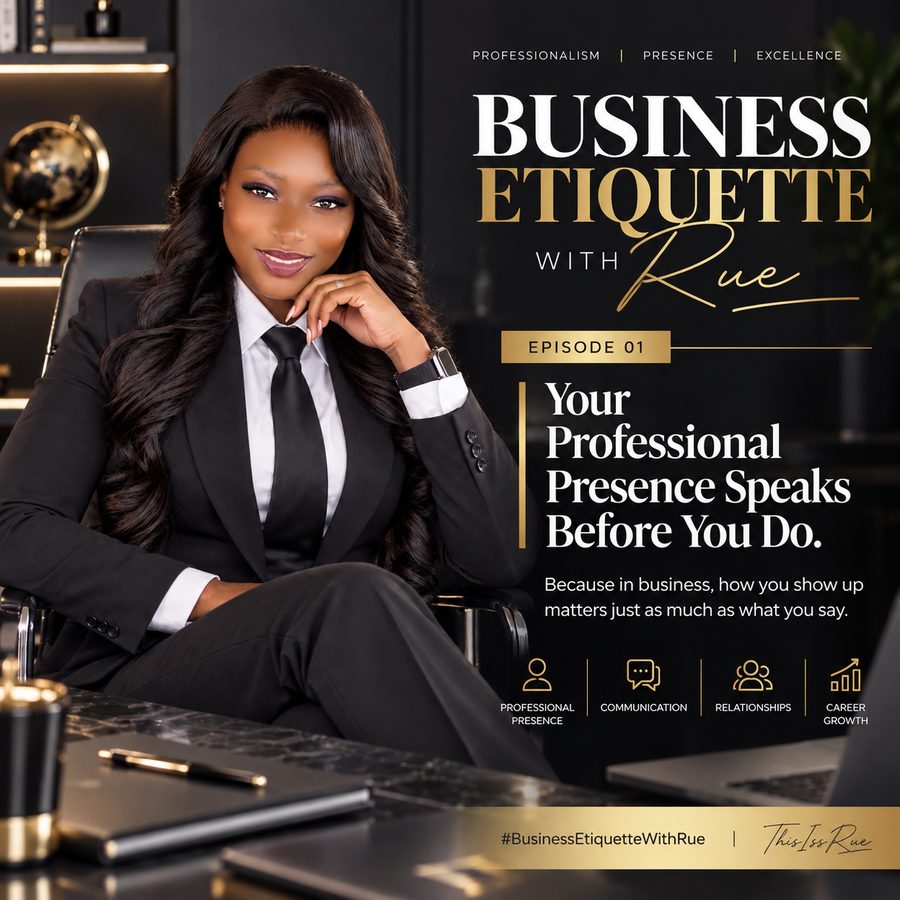 PROFESSIONALISM | PRESENCE | EXCELLENCE
BUSINESS
ETIQUETTE
WITH Rue
EPISODE 01
Your
Professional
Presence Speaks
Before You Do.
Because in business, how you show up
matters just as much as what you say.
PROFESSIONAL
PRESENCE
COMMUNICATION
RELATIONSHIPS
CAREER
GROWTH
#BusinessEtiquetteWithRue | ThisIssRue